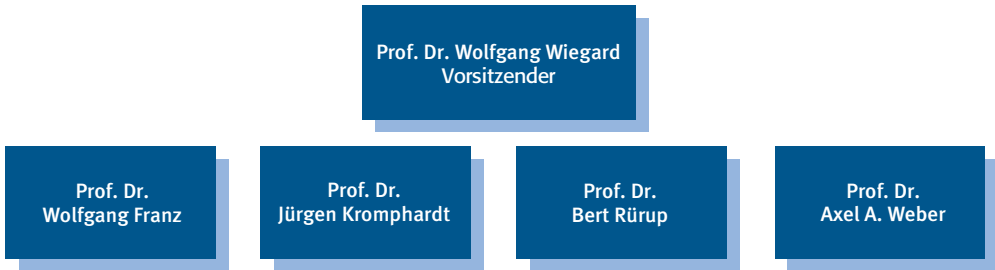 Prof. Dr. Wolfgang Wiegard
Vorsitzender
Prof. Dr.
Wolfgang Franz
Prof. Dr.
Jürgen Kromphardt
Prof. Dr.
Bert Rürup
Prof. Dr.
Axel A. Weber